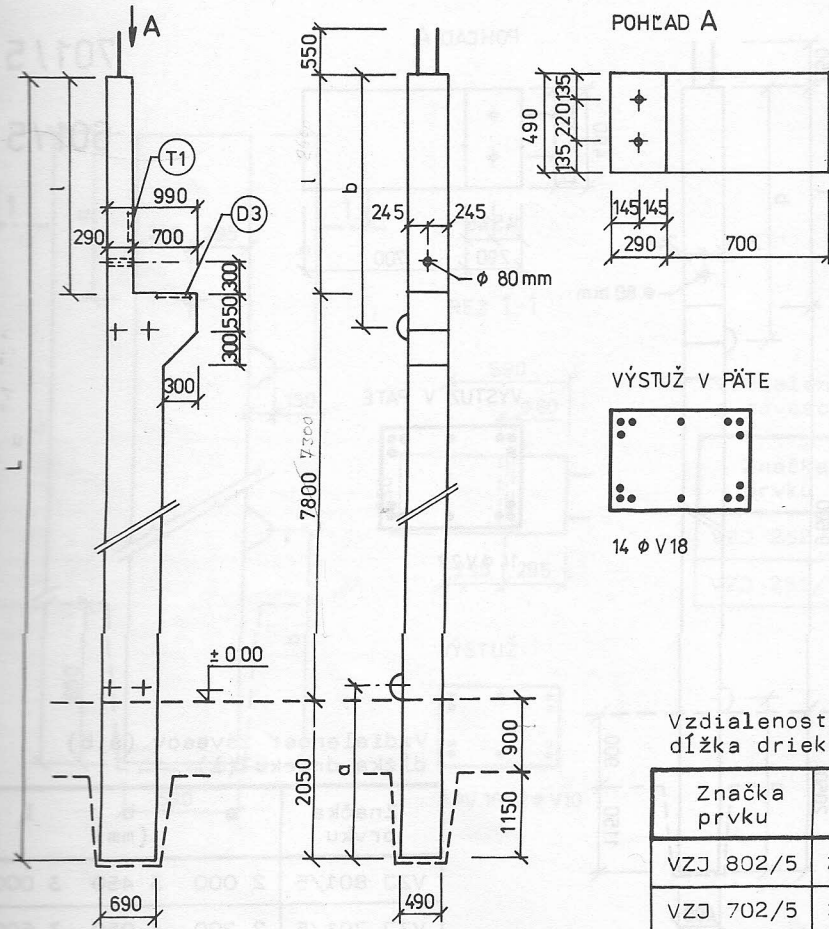 A
POHĽAD A
550
490
135
220
135
T1
990
D3
290
700
l
l
b
245
245
145
145
290
700
300
550
300
ø 80 mm
300
VÝSTUŽ V PÄTE
L
7800
7300
14 ø V18
± 0 00
Vzdialenost
dĺžka driek
2050
a
900
1150
Značka
prvku
VZJ 802/5
VZJ 702/5
690
490